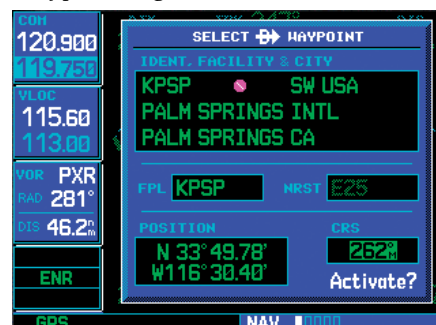 COM
120.900
119.750
VLOC
115.60
113.00
VOR PXR
RAD 281°
DIS 46.2nm
ENR
GPS
SELECT D WAYPOINT
IDENT, FACILITY & CITY
KPSP SW USA
PALM SPRINGS INTL
PALM SPRINGS CA
FPL KPSP NRST E25
POSITION
N 33°49.78'
W116°30.40'
CRS
262°M
Activate?
NAV